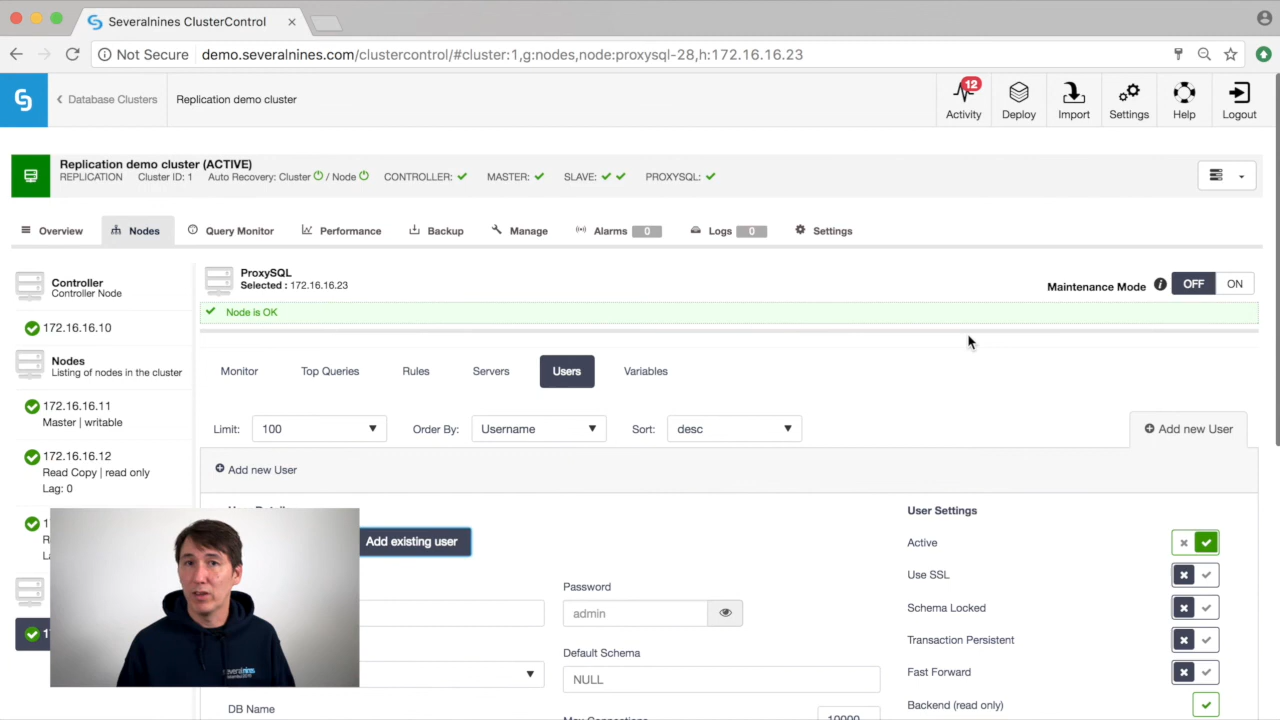 Severalnines ClusterControl
Not Secure demo.severalnines.com/clustercontrol/#cluster:1,g:nodes,node:proxysql-28,h:172.16.16.23
Database Clusters Replication demo cluster
12
Activity Deploy Import Settings Help Logout
Replication demo cluster (ACTIVE)
REPLICATION Cluster ID: 1 Auto Recovery: Cluster / Node CONTROLLER: MASTER: SLAVE: PROXYSQL:
Overview Nodes Query Monitor Performance Backup Manage Alarms 0 Logs 0 Settings
Controller
Controller Node
172.16.16.10
Nodes
Listing of nodes in the cluster
172.16.16.11
Master | writable
172.16.16.12
Read Copy | read only
Lag: 0
ProxySQL
Selected : 172.16.16.23
Maintenance Mode OFF ON
Node is OK
Monitor Top Queries Rules Servers Users Variables
Limit: 100 Order By: Username Sort: desc Add new User
Add new User
Add existing user
Password
admin
Default Schema
NULL
DB Name
User Settings
Active
Use SSL
Schema Locked
Transaction Persistent
Fast Forward
Backend (read only)
severalnines